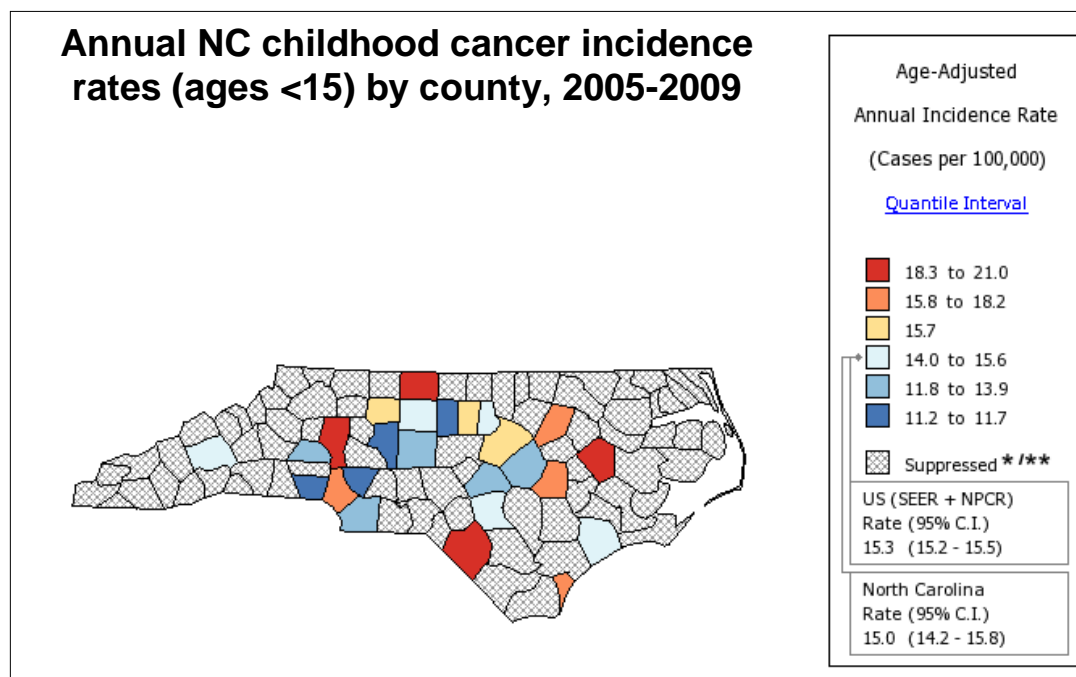 Annual NC childhood cancer incidence
rates (ages <15) by county, 2005-2009
Age-Adjusted
Annual Incidence Rate
(Cases per 100,000)
Quantile Interval
18.3 to 21.0
15.8 to 18.2
15.7
14.0 to 15.6
11.8 to 13.9
11.2 to 11.7
Suppressed * /**
US (SEER + NPCR)
Rate (95% C.I.)
15.3 (15.2 - 15.5)
North Carolina
Rate (95% C.I.)
15.0 (14.2 - 15.8)